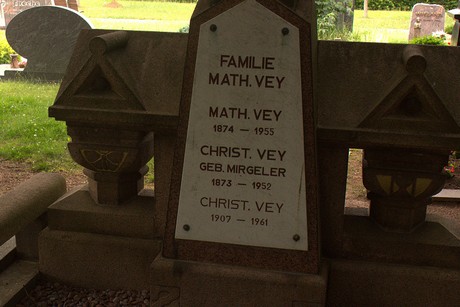 FAMILIE
MATH. VEY
MATH. VEY
1874 — 1955
CHRIST. VEY
GEB. MIRGELER
1873 — 1952
CHRIST. VEY
1907 — 1961